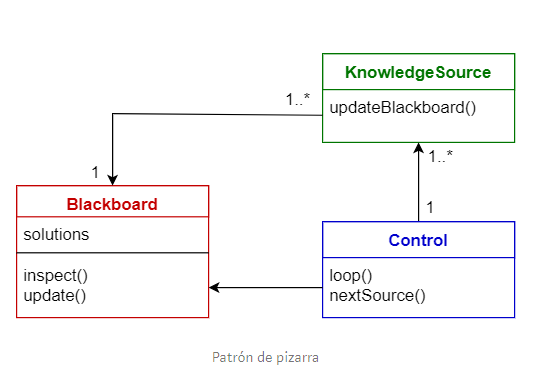 KnowledgeSource
updateBlackboard()
1..*
1..*
1
1
Blackboard
solutions
inspect()
update()
Control
loop()
nextSource()
Patrón de pizarra